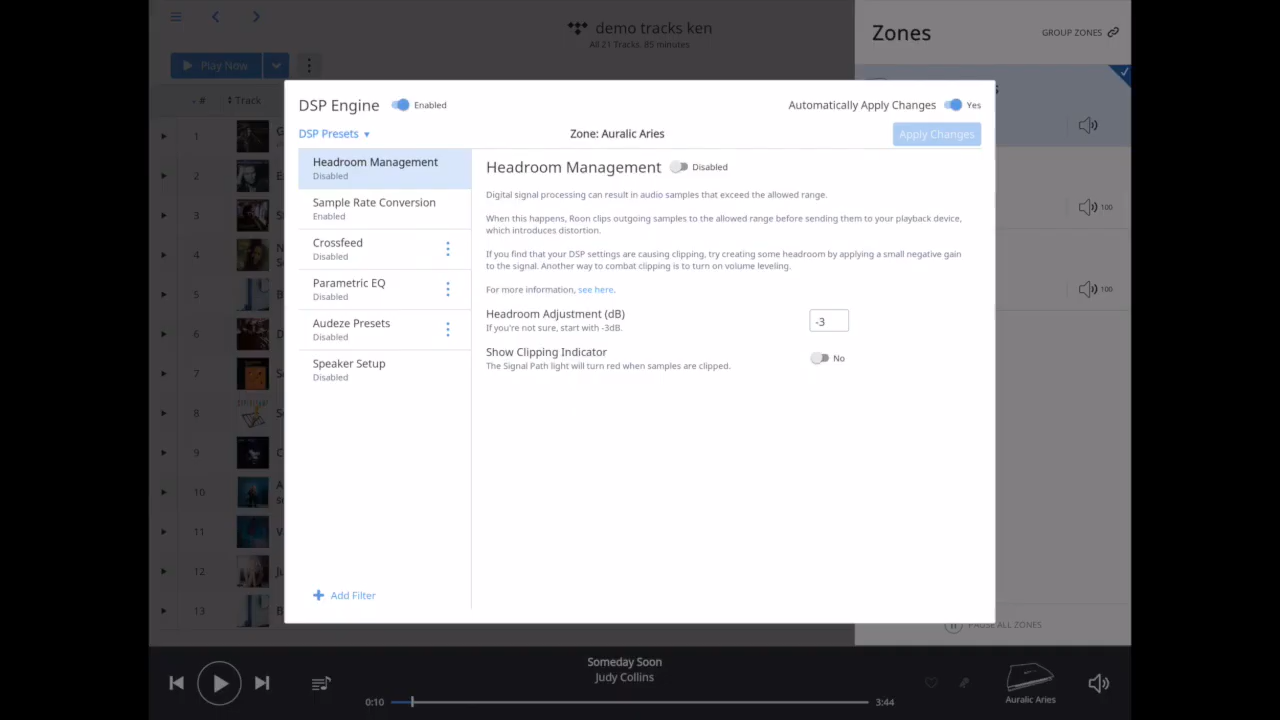 demo tracks ken
All 21 Tracks. 85 minutes
Zones
GROUP ZONES
Play Now
#
Track
DSP Engine
Enabled
Automatically Apply Changes
Yes
DSP Presets
Zone: Auralic Aries
Apply Changes
Headroom Management
Disabled
Sample Rate Conversion
Enabled
Crossfeed
Disabled
Parametric EQ
Disabled
Audeze Presets
Disabled
Speaker Setup
Disabled
Add Filter
Headroom Management
Disabled
Digital signal processing can result in audio samples that exceed the allowed range.
When this happens, Roon clips outgoing samples to the allowed range before sending them to your playback device,
which introduces distortion.
If you find that your DSP settings are causing clipping, try creating some headroom by applying a small negative gain
to the signal. Another way to combat clipping is to turn on volume leveling.
For more information, see here.
Headroom Adjustment (dB)
If you're not sure, start with -3dB.
-3
Show Clipping Indicator
The Signal Path light will turn red when samples are clipped.
No
1
2
3
4
5
6
7
8
9
10
11
12
13
100
100
PAUSE ALL ZONES
Someday Soon
Judy Collins
0:10
3:44
Auralic Aries